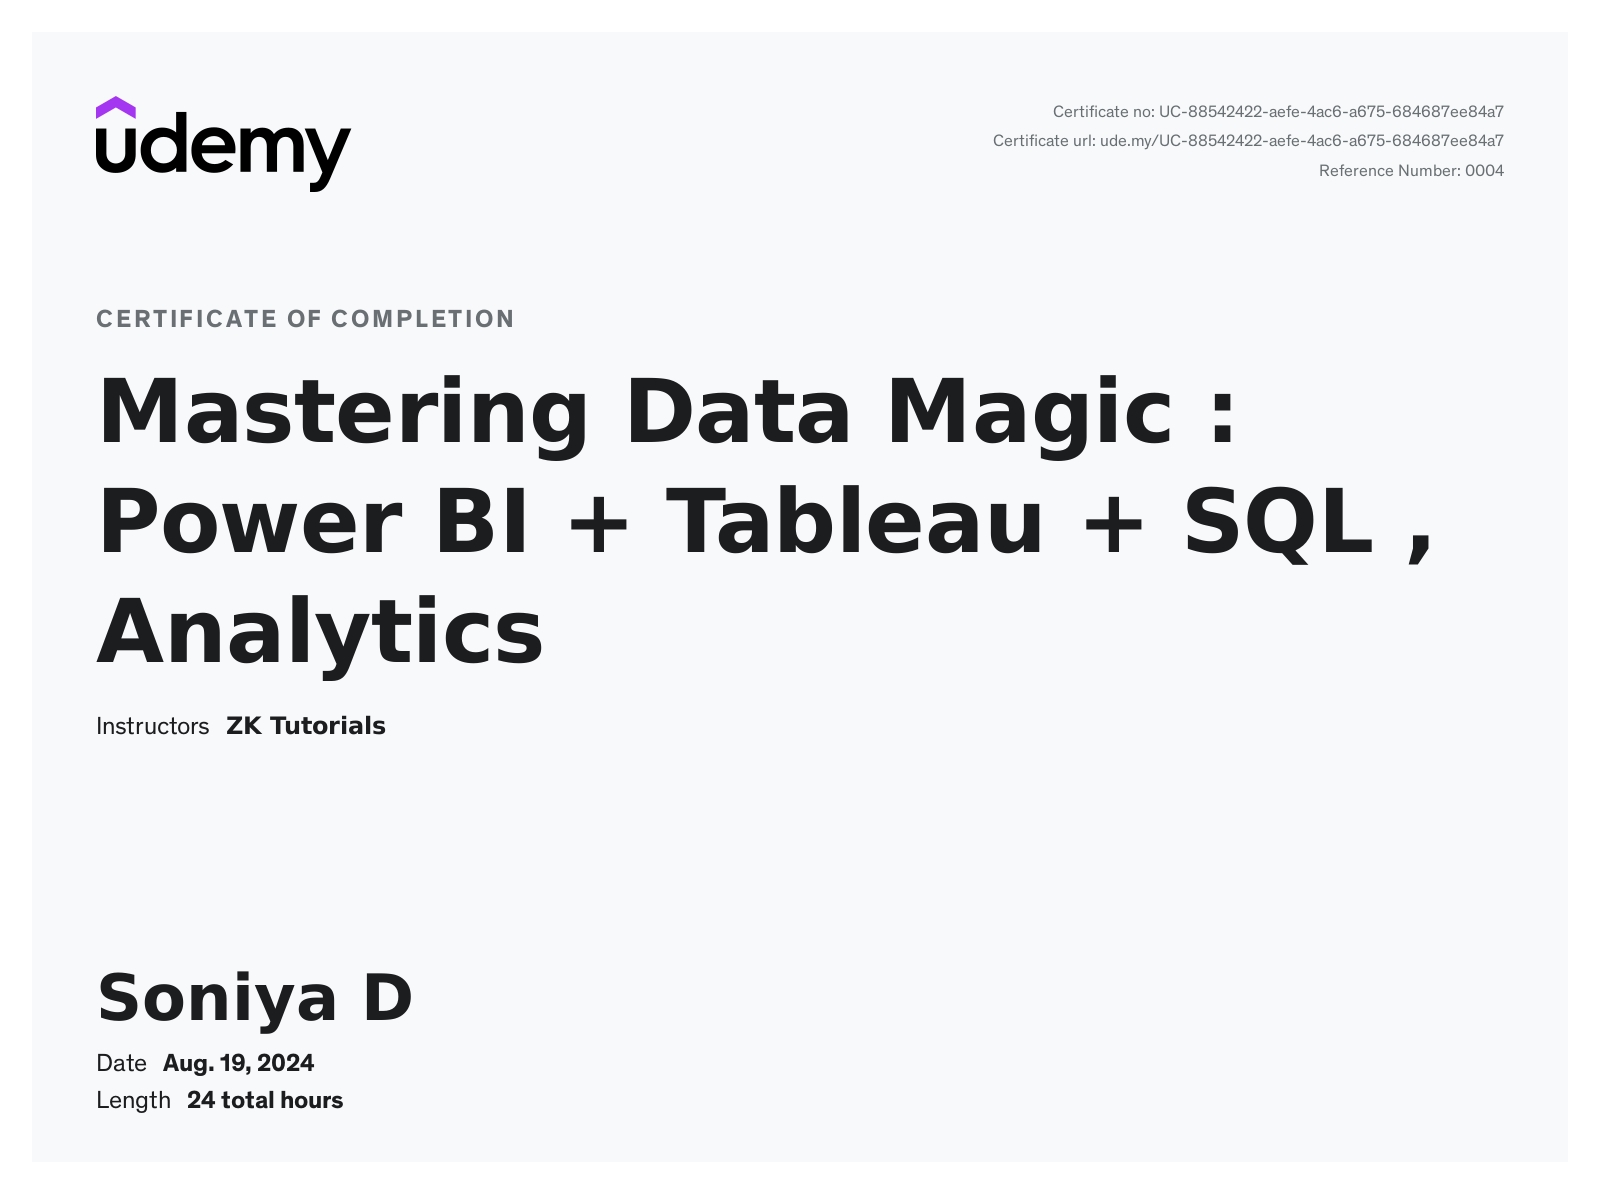 udemy
Certificate no: UC-88542422-aefe-4ac6-a675-684687ee84a7
Certificate url: ude.my/UC-88542422-aefe-4ac6-a675-684687ee84a7
Reference Number: 0004
CERTIFICATE OF COMPLETION
Mastering Data Magic :
Power BI + Tableau + SQL ,
Analytics
Instructors ZK Tutorials
Soniya D
Date Aug. 19, 2024
Length 24 total hours